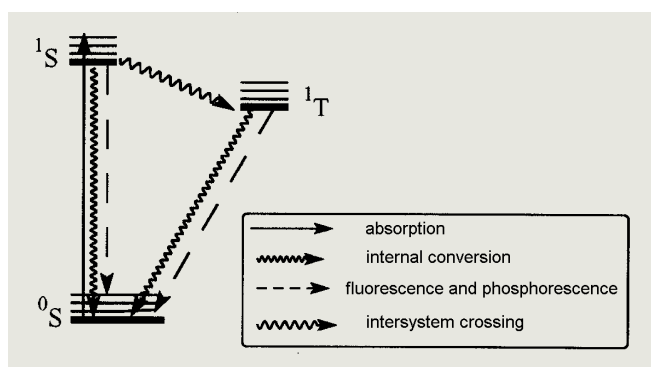 ¹S
¹T
⁰S
absorption
internal conversion
fluorescence and phosphorescence
intersystem crossing